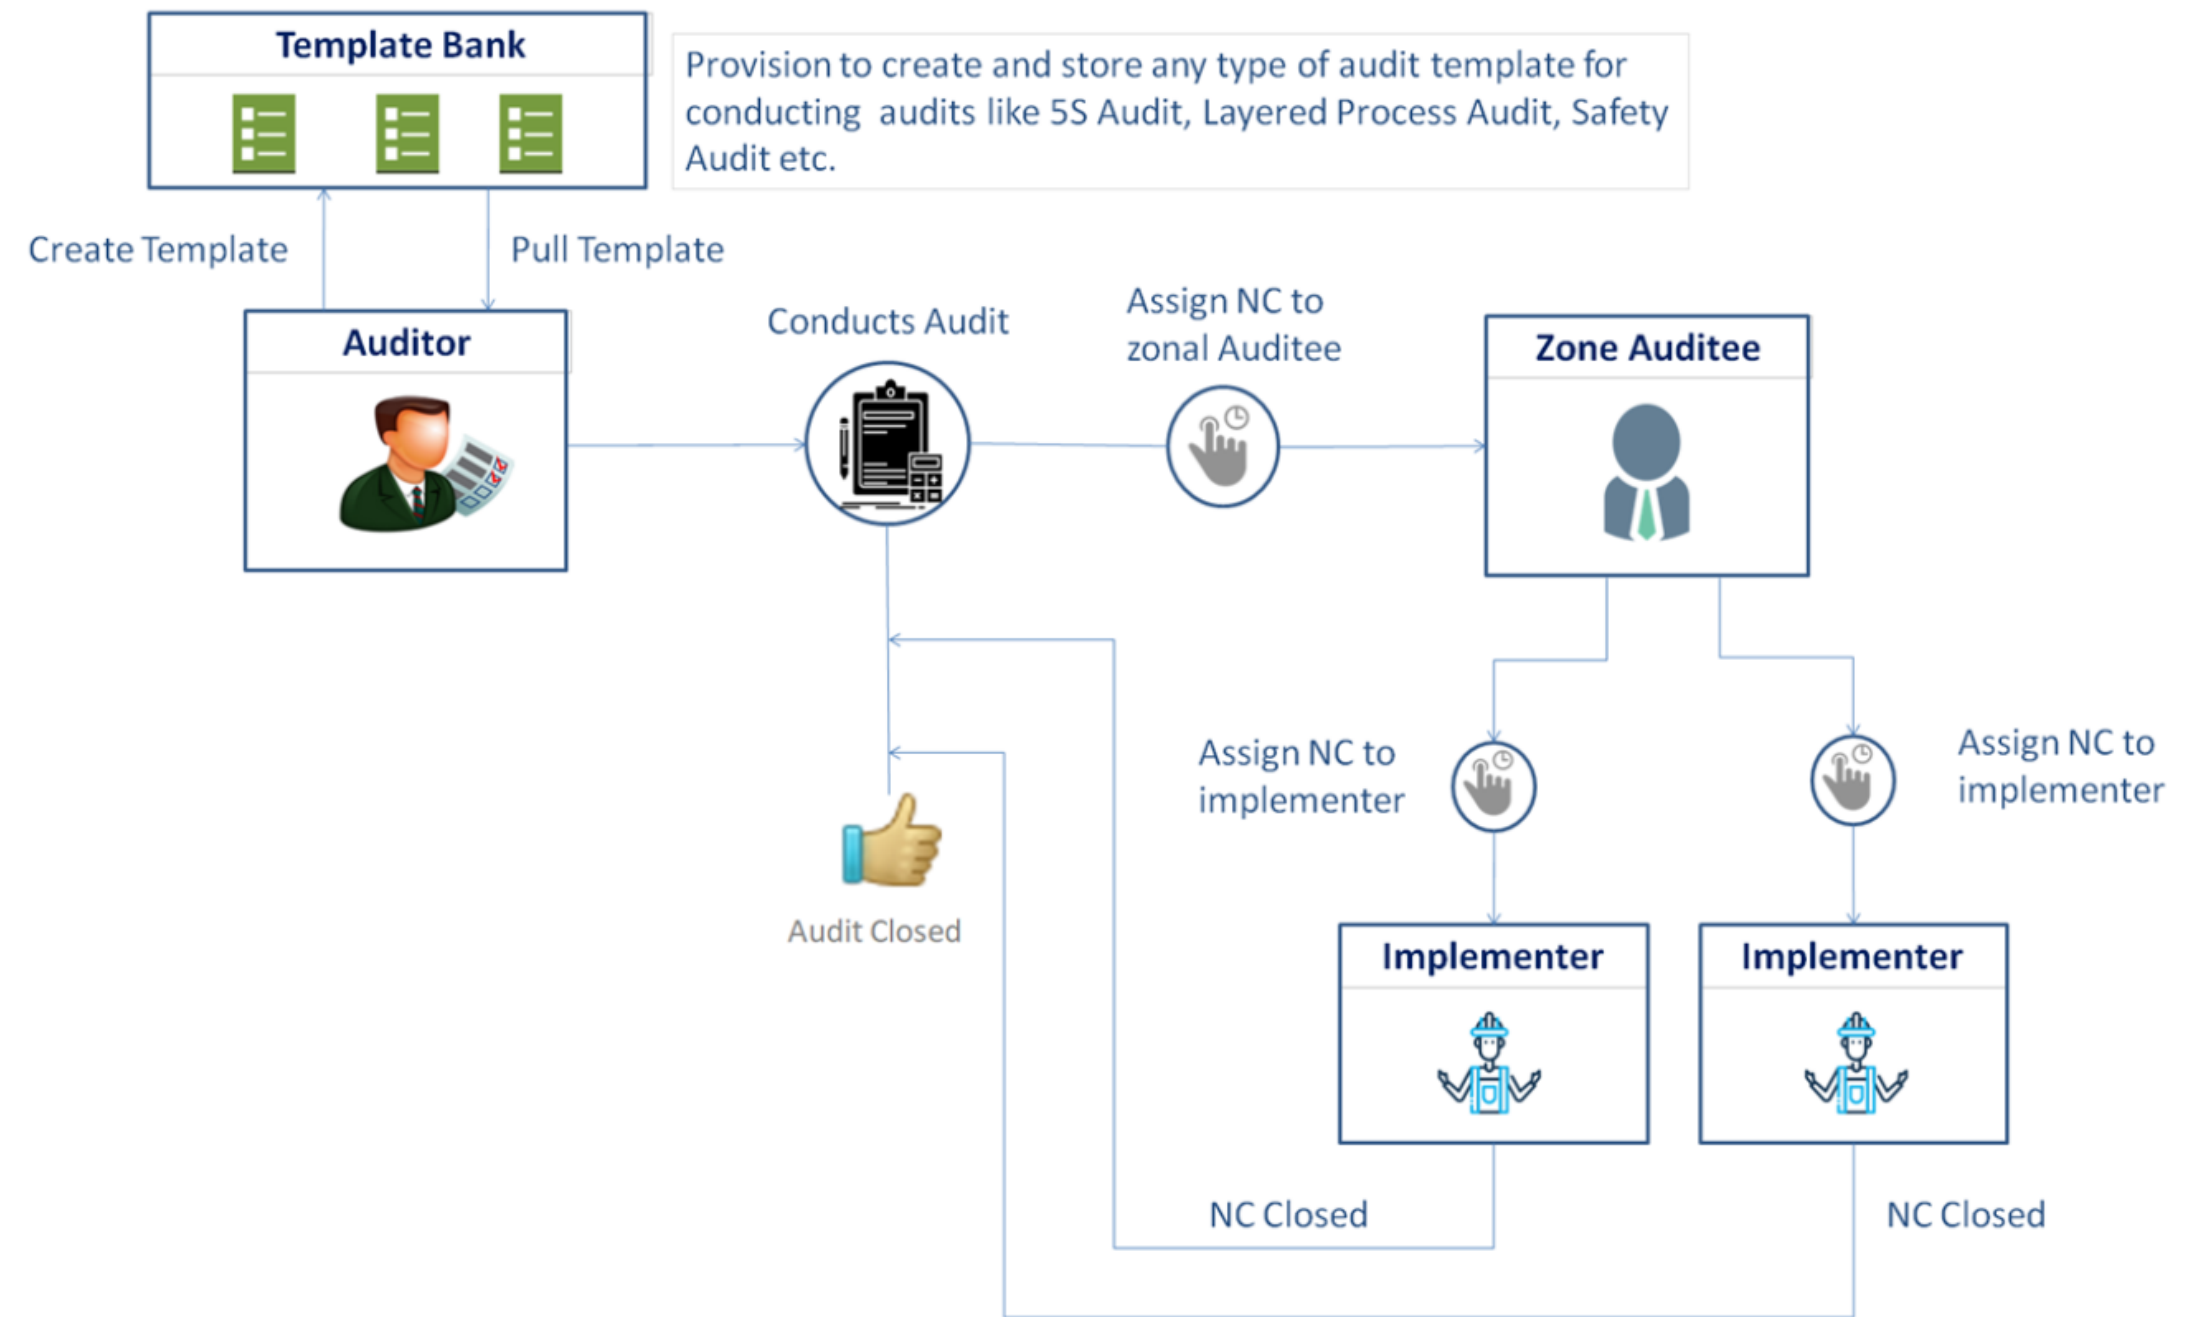 Template Bank
Provision to create and store any type of audit template for
conducting audits like 5S Audit, Layered Process Audit, Safety
Audit etc.
Create Template
Pull Template
Auditor
Conducts Audit
Assign NC to
zonal Auditee
Zone Auditee
Assign NC to
implementer
Assign NC to
implementer
Audit Closed
Implementer
Implementer
NC Closed
NC Closed